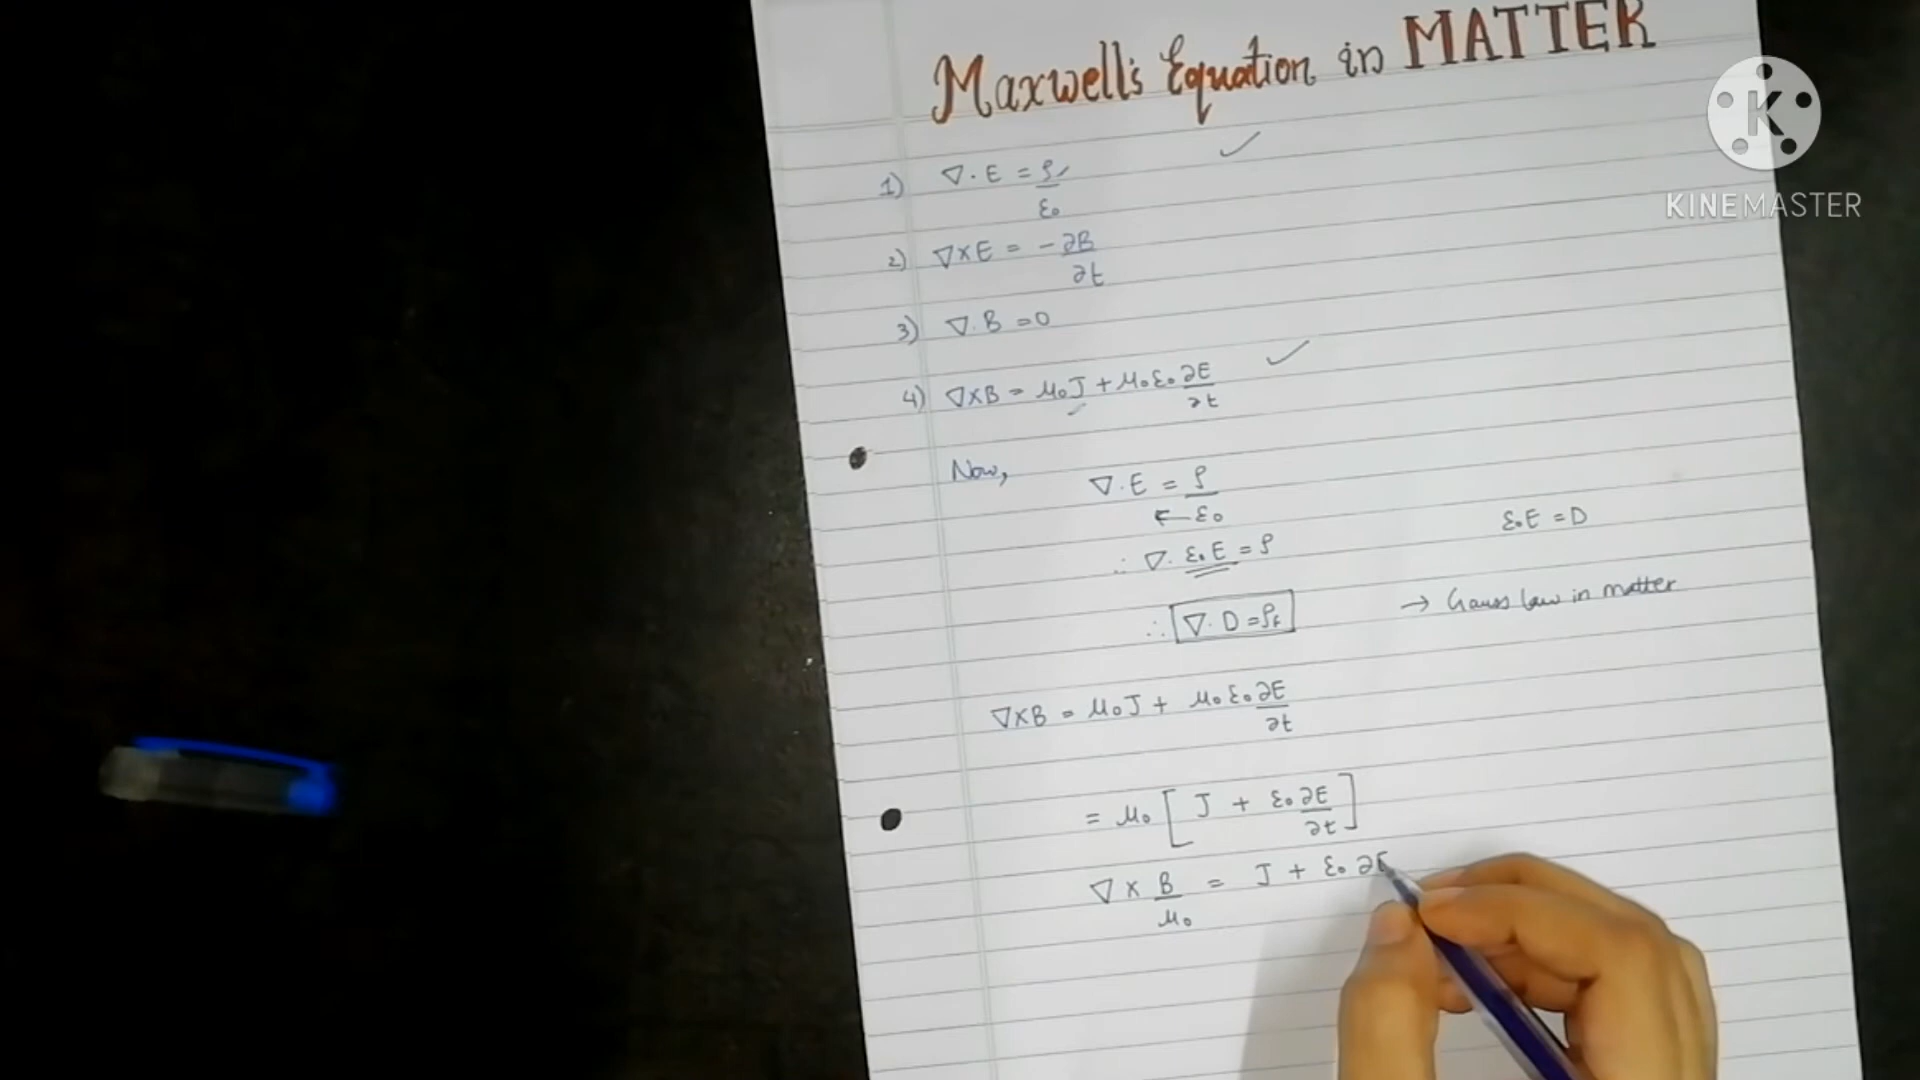 Maxwell's Equation in MATTER
K
KINEMASTER
1) ∇·E = ρ/ε₀
2) ∇×E = -∂B/∂t
3) ∇·B = 0
4) ∇×B = μ₀J + μ₀ε₀ ∂E/∂t
Now, ∇·E = ρ/ε₀
ε₀E = D
∴ ∇·ε₀E = ρ
∴ ∇·D = ρf → Gauss law in matter
∇×B = μ₀J + μ₀ε₀ ∂E/∂t
= μ₀ [ J + ε₀ ∂E/∂t ]
∇ × B/μ₀ = J + ε₀ ∂E